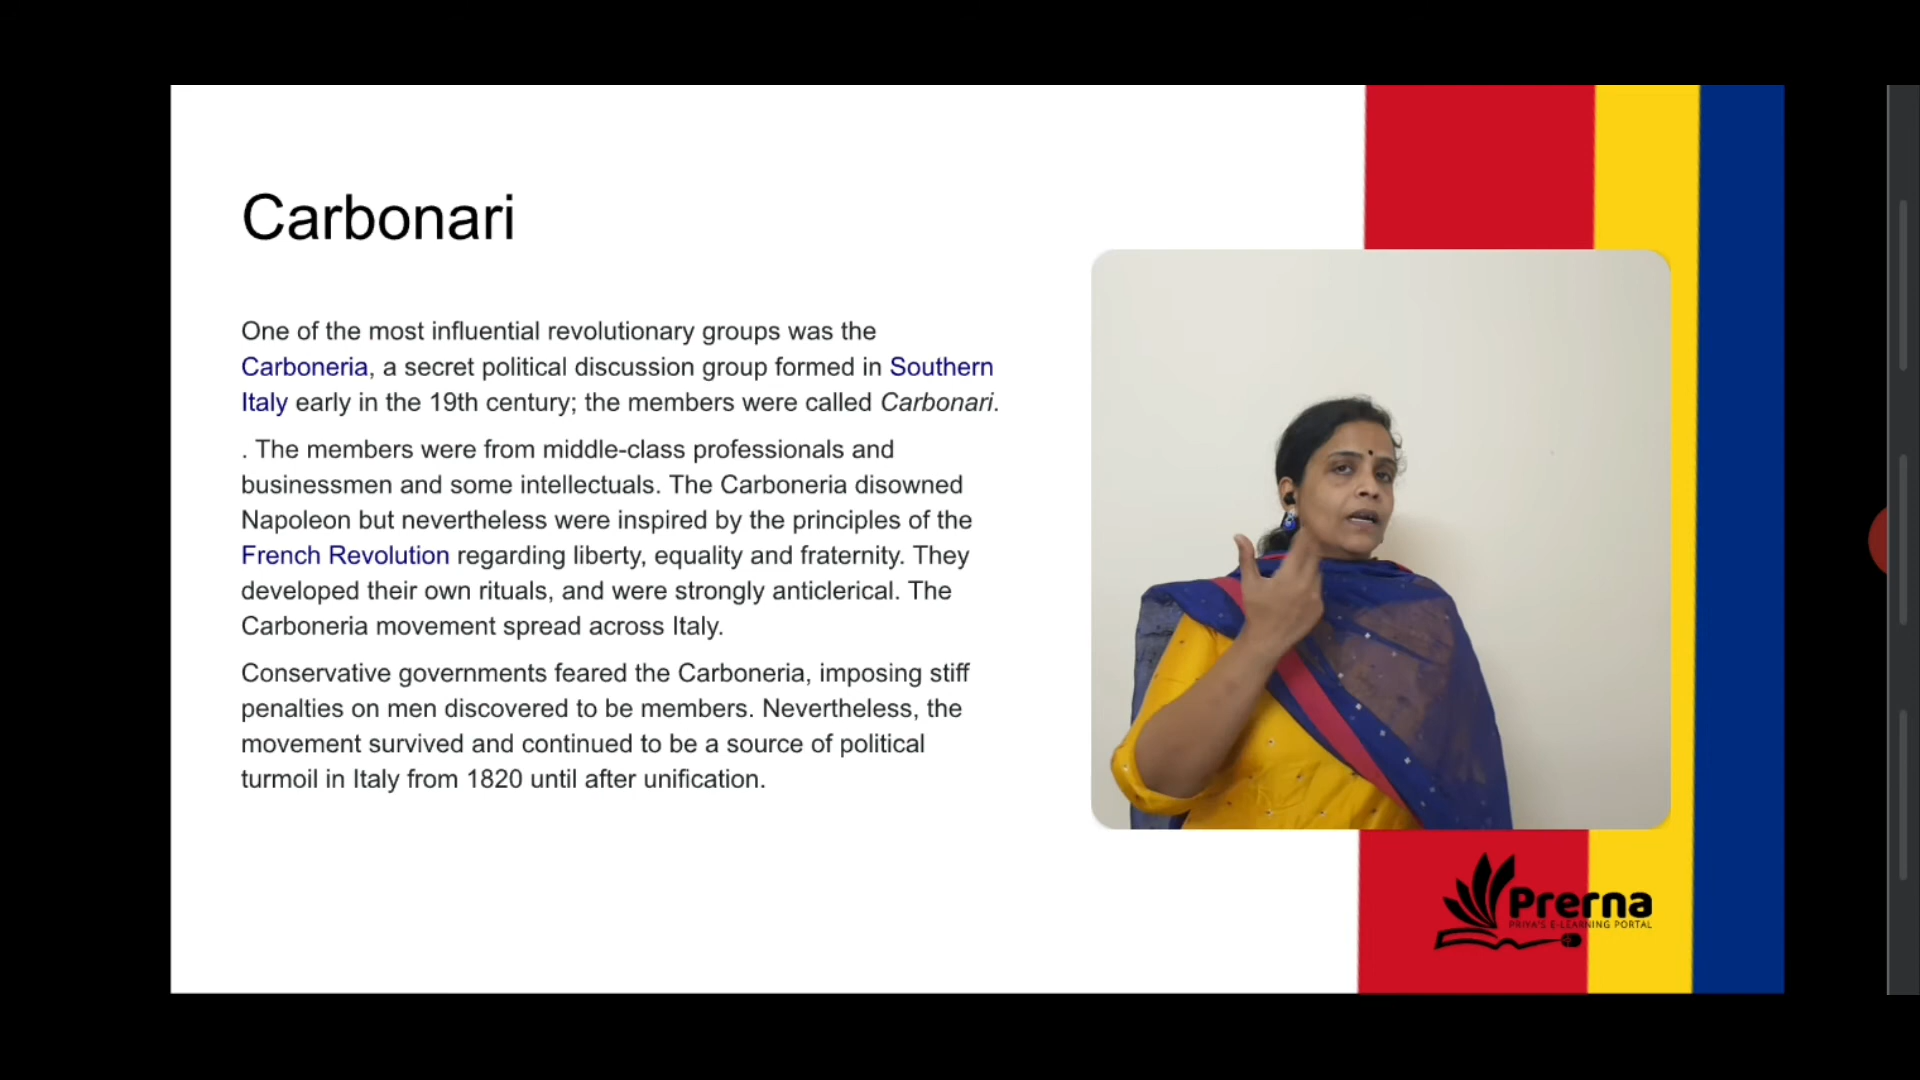 Carbonari
One of the most influential revolutionary groups was the
Carboneria, a secret political discussion group formed in Southern
Italy early in the 19th century; the members were called Carbonari.
. The members were from middle-class professionals and
businessmen and some intellectuals. The Carboneria disowned
Napoleon but nevertheless were inspired by the principles of the
French Revolution regarding liberty, equality and fraternity. They
developed their own rituals, and were strongly anticlerical. The
Carboneria movement spread across Italy.
Conservative governments feared the Carboneria, imposing stiff
penalties on men discovered to be members. Nevertheless, the
movement survived and continued to be a source of political
turmoil in Italy from 1820 until after unification.
Prerna
PRIYA'S E-LEARNING PORTAL